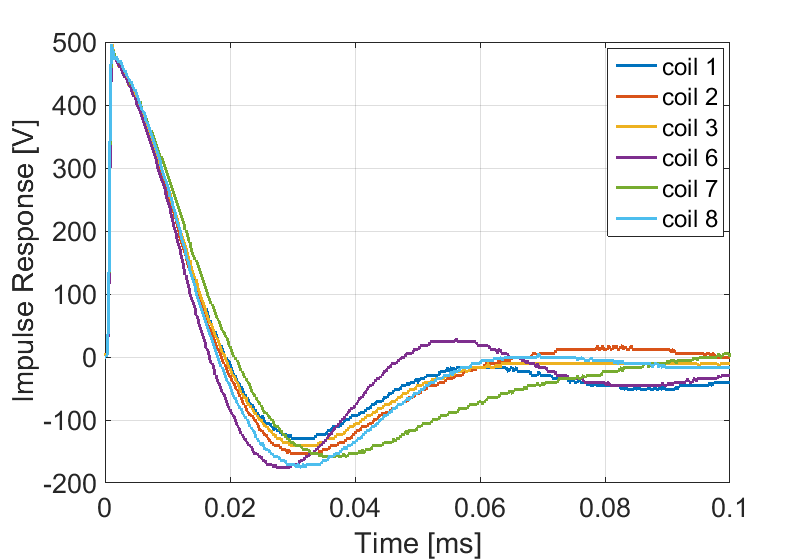 Impulse Response [V]
500
400
300
200
100
0
-100
-200
0
0.02
0.04
0.06
0.08
0.1
Time [ms]
coil 1
coil 2
coil 3
coil 6
coil 7
coil 8